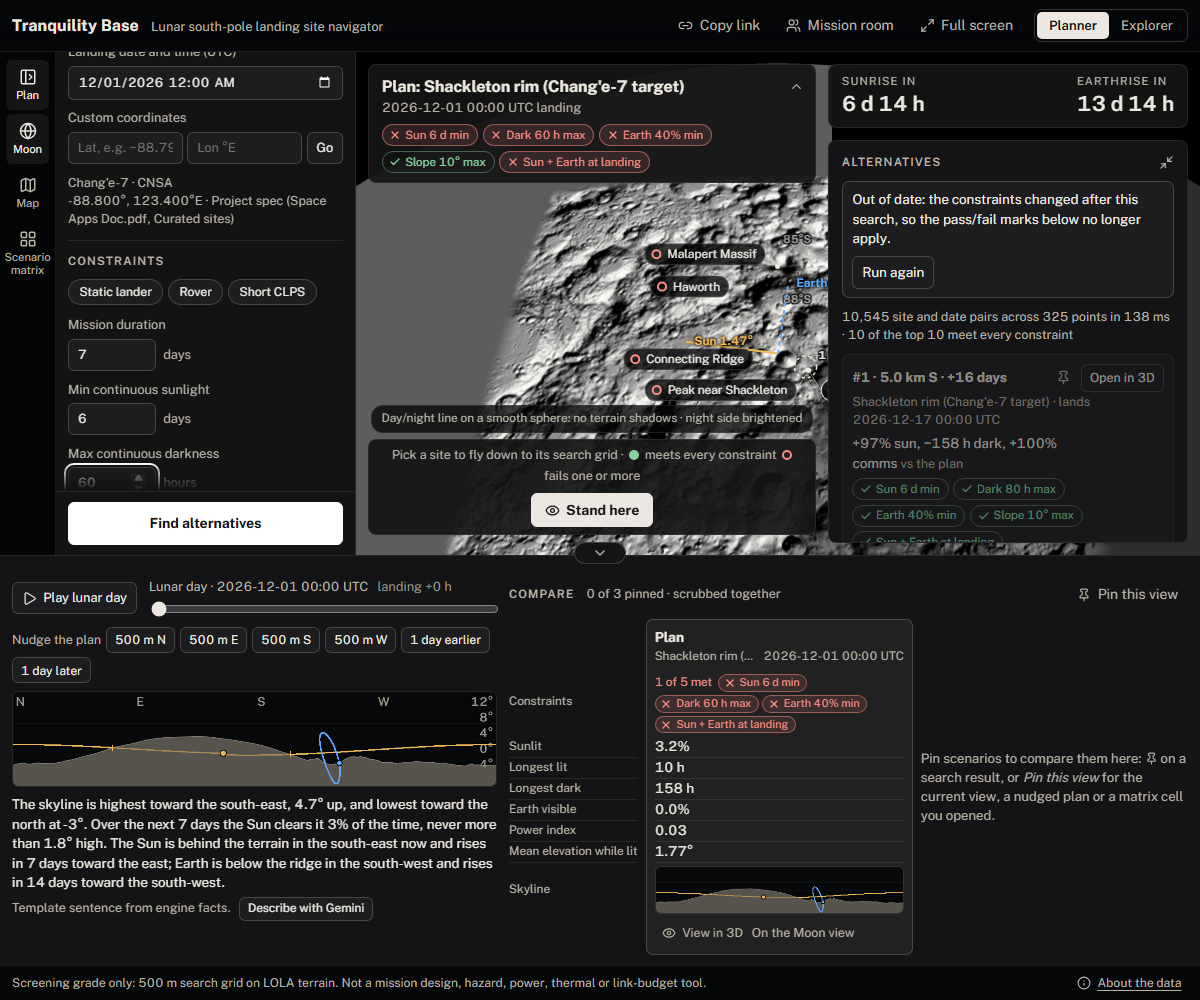 Tranquility Base
Lunar south-pole landing site navigator
Copy link
Mission room
Full screen
Planner
Explorer
Plan
Moon
Map
Scenario
matrix
Landing date and time (UTC)
12/01/2026 12:00 AM
Custom coordinates
Lat, e.g. -88.79
Lon °E
Go
Chang'e-7 · CNSA
-88.800°, 123.400°E · Project spec (Space
Apps Doc.pdf, Curated sites)
CONSTRAINTS
Static lander
Rover
Short CLPS
Mission duration
7
days
Min continuous sunlight
6
days
Max continuous darkness
60
hours
Find alternatives
Plan: Shackleton rim (Chang'e-7 target)
2026-12-01 00:00 UTC landing
Sun 6 d min
Dark 60 h max
Earth 40% min
Slope 10° max
Sun + Earth at landing
85°S
Malapert Massif
Earth
Haworth
88°S
Sun 1.47°
Connecting Ridge
1
Peak near Shackleton
Day/night line on a smooth sphere: no terrain shadows · night side brightened
Pick a site to fly down to its search grid · meets every constraint
fails one or more
Stand here
SUNRISE IN
6 d 14 h
EARTHRISE IN
13 d 14 h
ALTERNATIVES
Out of date: the constraints changed after this
search, so the pass/fail marks below no longer
apply.
Run again
10,545 site and date pairs across 325 points in 138 ms
· 10 of the top 10 meet every constraint
#1 · 5.0 km S · +16 days
Open in 3D
Shackleton rim (Chang'e-7 target) · lands
2026-12-17 00:00 UTC
+97% sun, −158 h dark, +100%
comms vs the plan
Sun 6 d min
Dark 80 h max
Earth 40% min
Slope 10° max
Sun + Earth at landing
Play lunar day
Lunar day · 2026-12-01 00:00 UTC landing +0 h
Nudge the plan
500 m N
500 m E
500 m S
500 m W
1 day earlier
1 day later
N
E
S
W
12°
8°
4°
0°
-4°
The skyline is highest toward the south-east, 4.7° up, and lowest toward the
north at -3°. Over the next 7 days the Sun clears it 3% of the time, never more
than 1.8° high. The Sun is behind the terrain in the south-east now and rises
in 7 days toward the east; Earth is below the ridge in the south-west and rises
in 14 days toward the south-west.
Template sentence from engine facts.
Describe with Gemini
COMPARE
0 of 3 pinned · scrubbed together
Pin this view
Plan
Shackleton rim (...
2026-12-01 00:00 UTC
Constraints
1 of 5 met
Sun 6 d min
Dark 60 h max
Earth 40% min
Sun + Earth at landing
Sunlit
3.2%
Longest lit
10 h
Longest dark
158 h
Earth visible
0.0%
Power index
0.03
Mean elevation while lit
1.77°
Skyline
View in 3D
On the Moon view
Pin scenarios to compare them here: on a
search result, or Pin this view for the
current view, a nudged plan or a matrix cell
you opened.
Screening grade only: 500 m search grid on LOLA terrain. Not a mission design, hazard, power, thermal or link-budget tool.
About the data